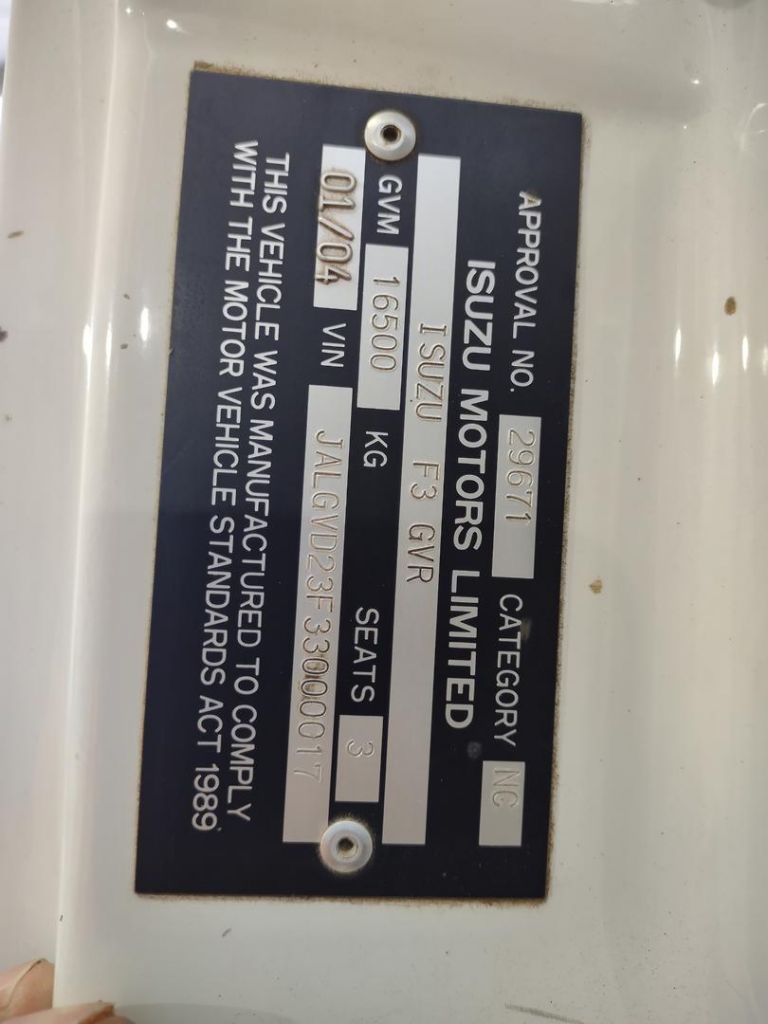 APPROVAL NO. 29671 CATEGORY NC
ISUZU MOTORS LIMITED
ISUZU F3 GVR
GVM 16500 KG SEATS 3
01/04 VIN JALGVD23F33000017
THIS VEHICLE WAS MANUFACTURED TO COMPLY
WITH THE MOTOR VEHICLE STANDARDS ACT 1989